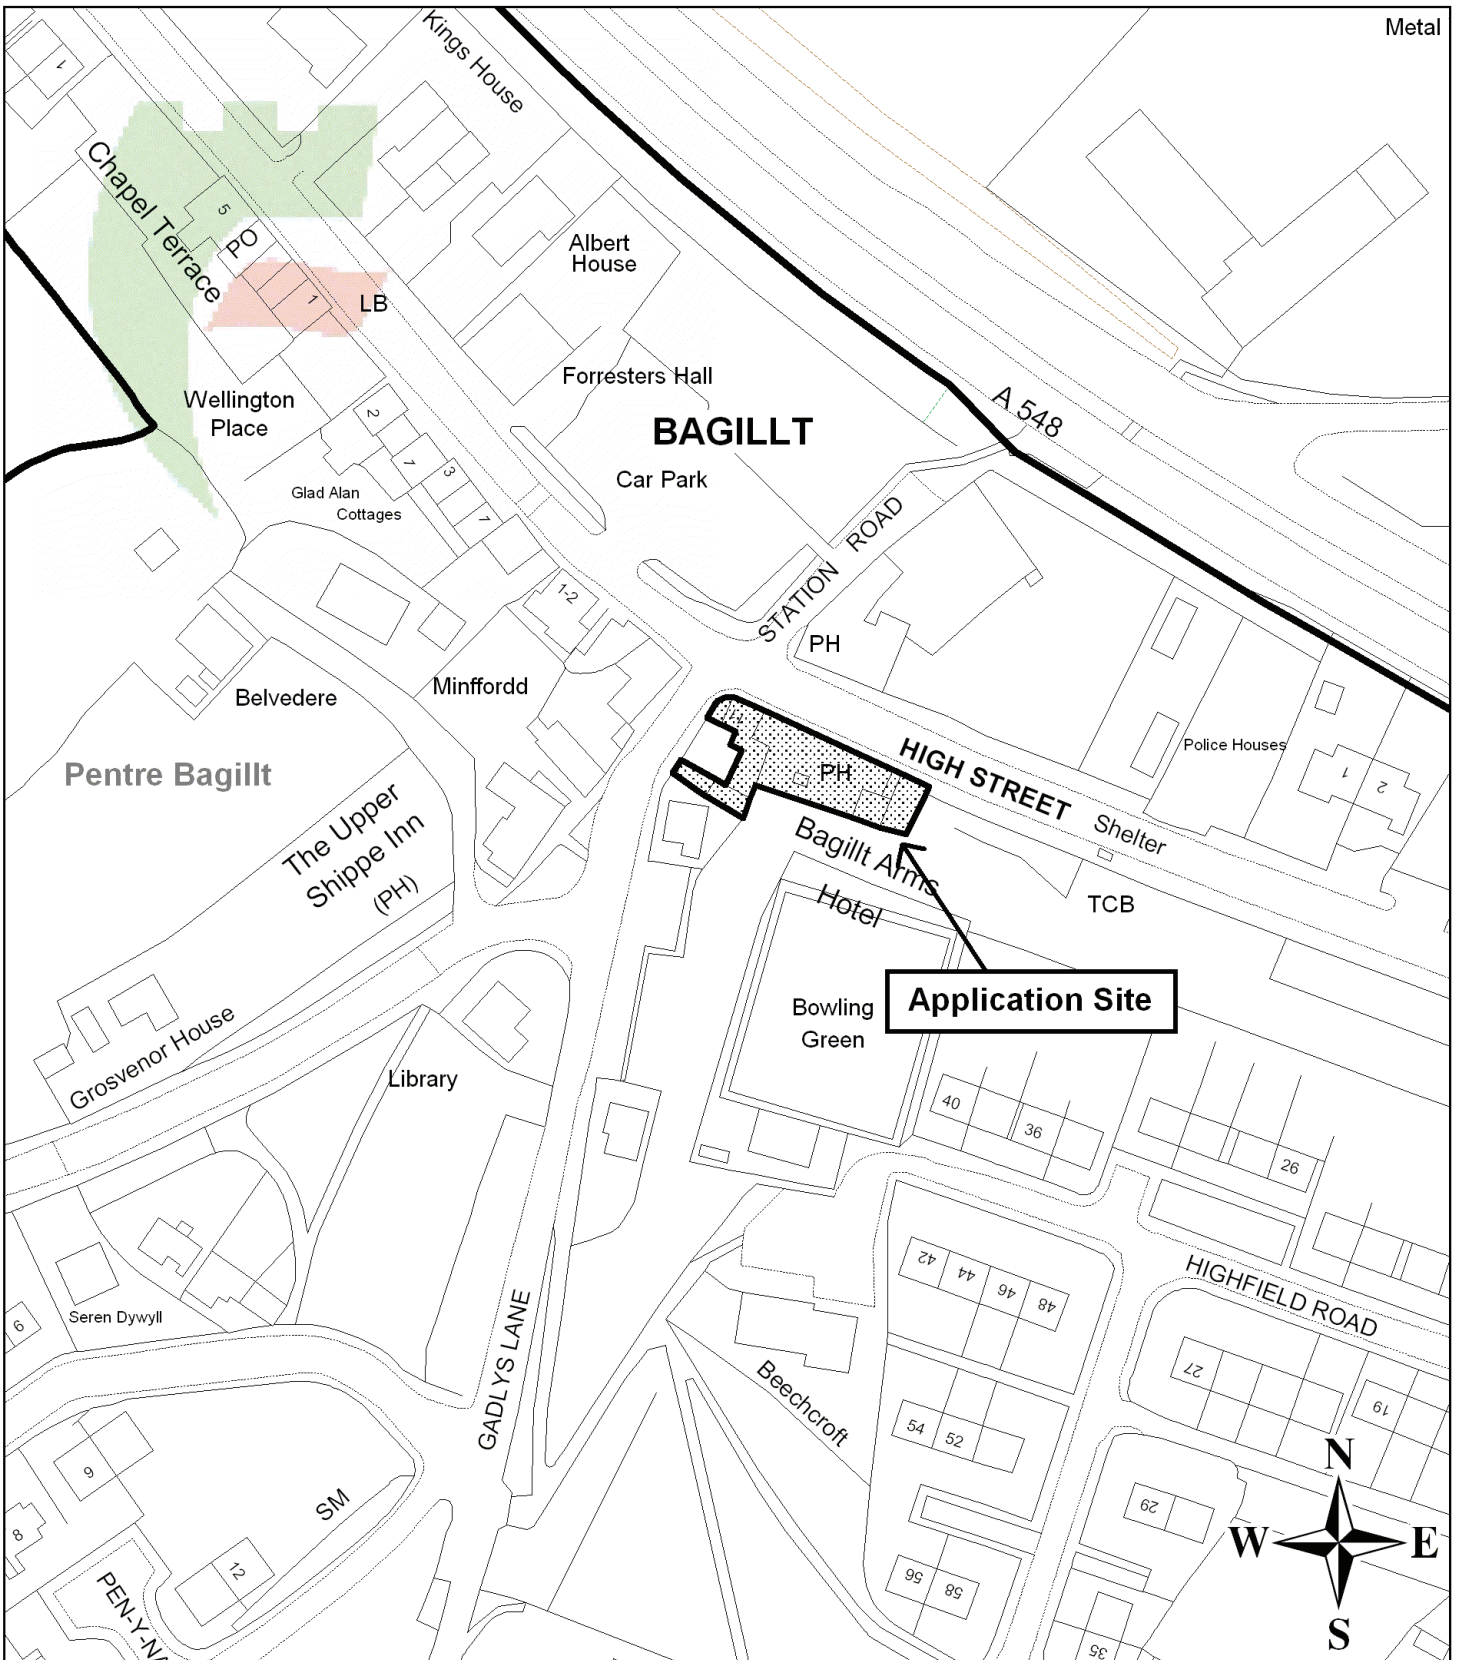 Metal
Kings House
1
Chapel Terrace
5
PO
1
LB
Albert
House
Forresters Hall
BAGILLT
Car Park
A 548
Wellington
Place
2
1
3
7
Glad Alan
Cottages
STATION ROAD
1-2
PH
Minffordd
Belvedere
Pentre Bagillt
The Upper
Shippe Inn
(PH)
PH
HIGH STREET
Shelter
Police Houses
1
2
Bagillt Arms
Hotel
TCB
Application Site
Bowling
Green
Grosvenor House
Library
40
36
26
42
44
46
48
HIGHFIELD ROAD
Seren Dywyll
6
GADLYS LANE
Beechcroft
27
19
54
52
9
SM
8
12
29
56
58
35
PEN-Y-NA
N
W
E
S